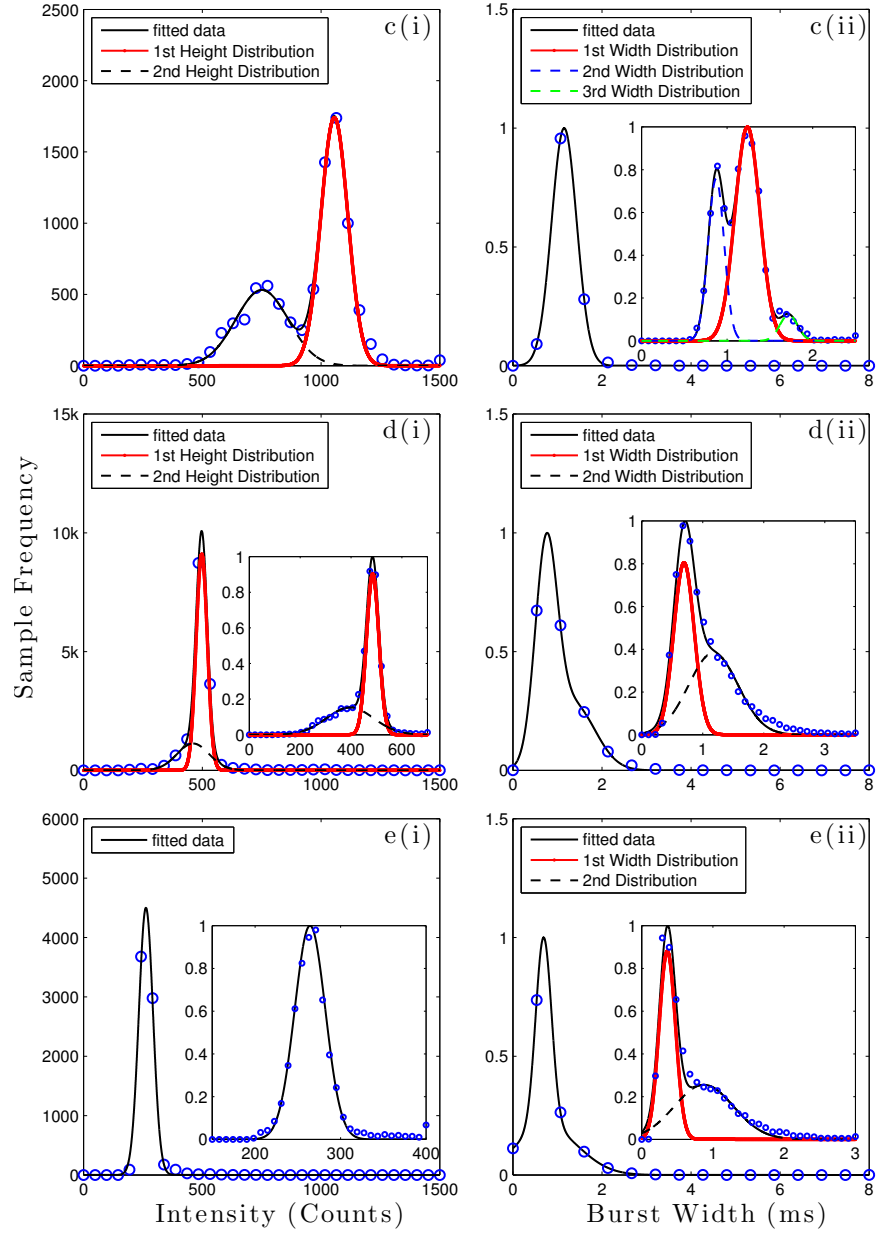 c(i)
fitted data
1st Height Distribution
2nd Height Distribution
2500
2000
1500
1000
500
0
0 500 1000 1500
c(ii)
fitted data
1st Width Distribution
2nd Width Distribution
3rd Width Distribution
1.5
1
0.5
0
0 2 4 6 8
1
0.8
0.6
0.4
0.2
0
0 1 2
d(i)
fitted data
1st Height Distribution
2nd Height Distribution
15k
10k
5k
0
0 500 1000 1500
1
0.8
0.6
0.4
0.2
0
0 200 400 600
d(ii)
fitted data
1st Width Distribution
2nd Width Distribution
1.5
1
0.5
0
0 2 4 6 8
1
0.8
0.6
0.4
0.2
0
0 1 2 3
Sample Frequency
e(i)
fitted data
6000
5000
4000
3000
2000
1000
0
0 500 1000 1500
1
0.8
0.6
0.4
0.2
0
200 300 400
Intensity (Counts)
e(ii)
fitted data
1st Width Distribution
2nd Distribution
1.5
1
0.5
0
0 2 4 6 8
1
0.8
0.6
0.4
0.2
0
0 1 2 3
Burst Width (ms)